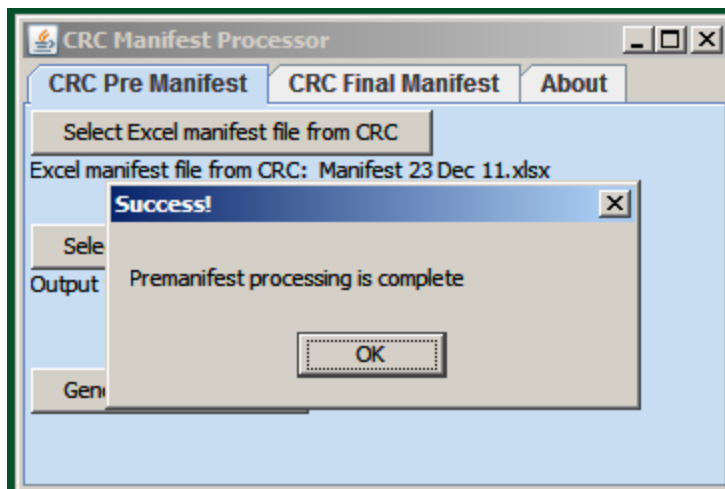 CRC Manifest Processor
CRC Pre Manifest CRC Final Manifest About
Select Excel manifest file from CRC
Excel manifest file from CRC: Manifest 23 Dec 11.xlsx
Success!
Sele
Premanifest processing is complete
Output
OK
Gen